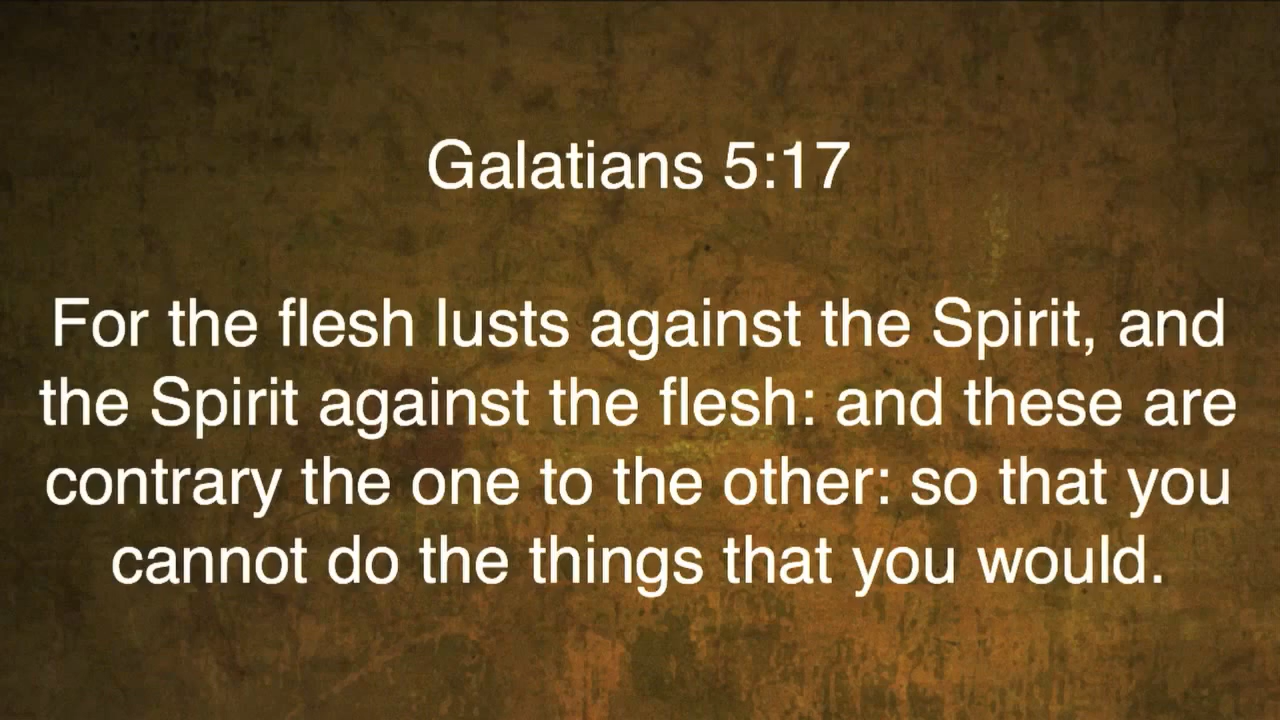 Galatians 5:17
For the flesh lusts against the Spirit, and
the Spirit against the flesh: and these are
contrary the one to the other: so that you
cannot do the things that you would.